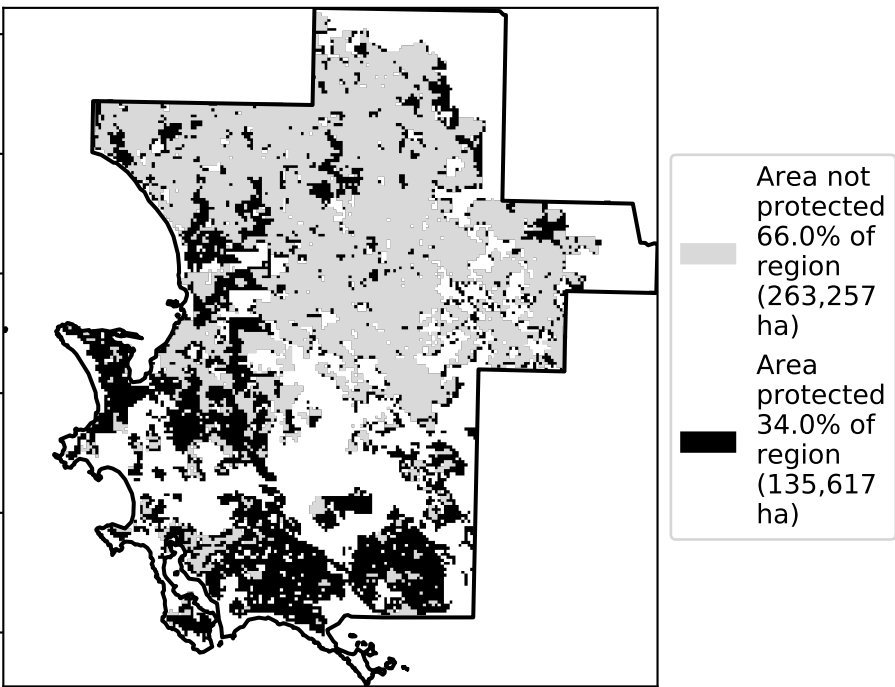 Area not
protected
66.0% of
region
(263,257
ha)
Area
protected
34.0% of
region
(135,617
ha)